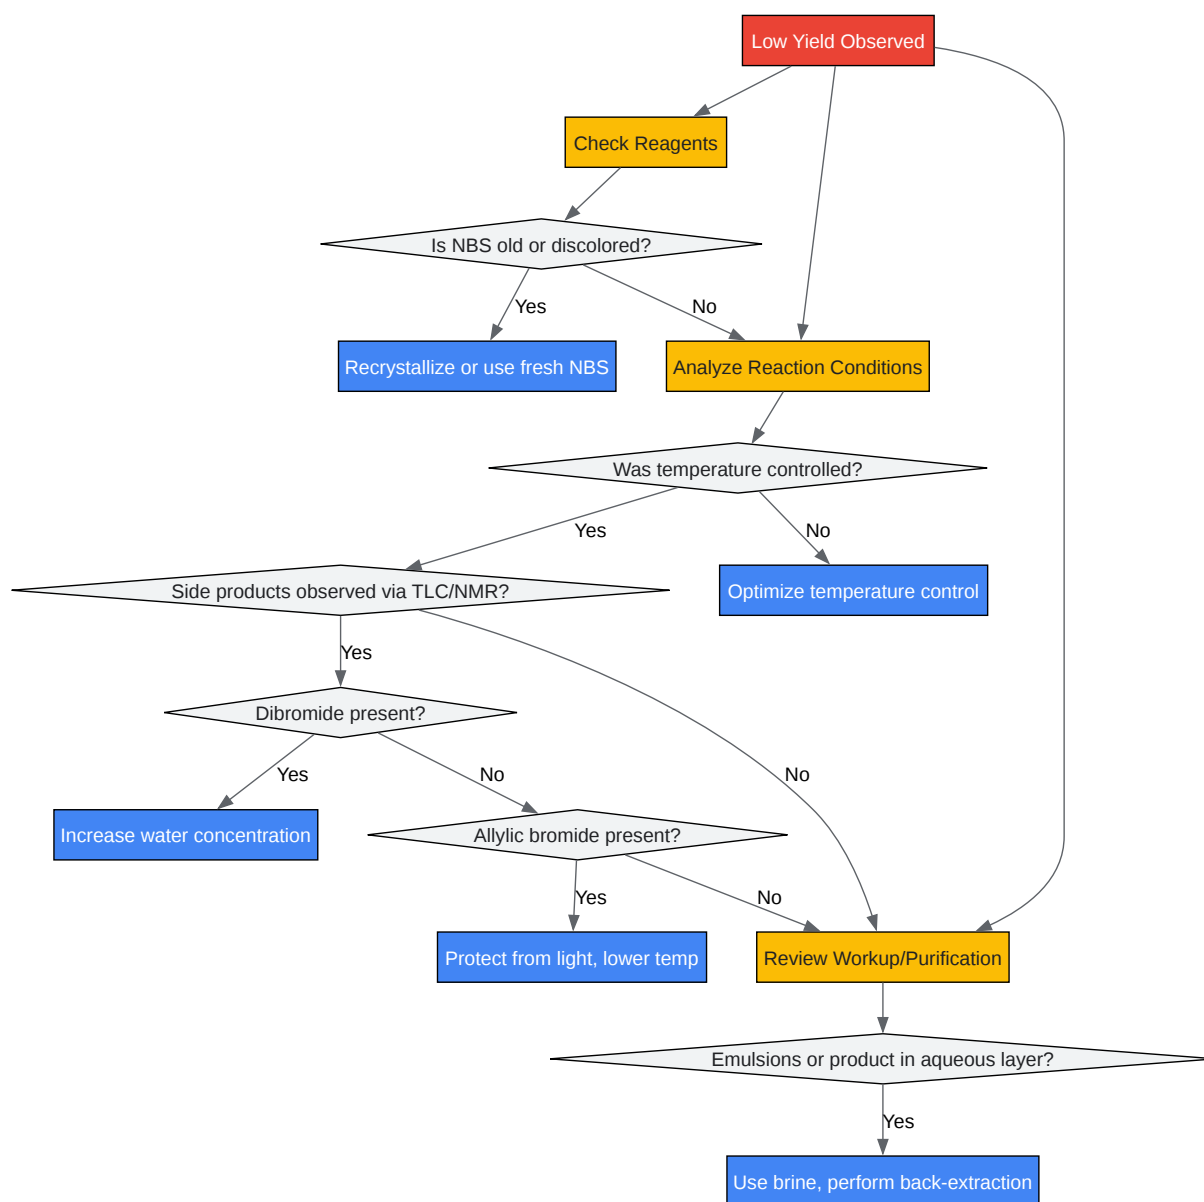 Low Yield Observed
Check Reagents
Is NBS old or discolored?
Yes
No
Recrystallize or use fresh NBS
Analyze Reaction Conditions
Was temperature controlled?
Yes
No
Side products observed via TLC/NMR?
Optimize temperature control
Yes
Dibromide present?
Yes
No
No
Increase water concentration
Allylic bromide present?
Yes
No
Protect from light, lower temp
Review Workup/Purification
Emulsions or product in aqueous layer?
Yes
Use brine, perform back-extraction